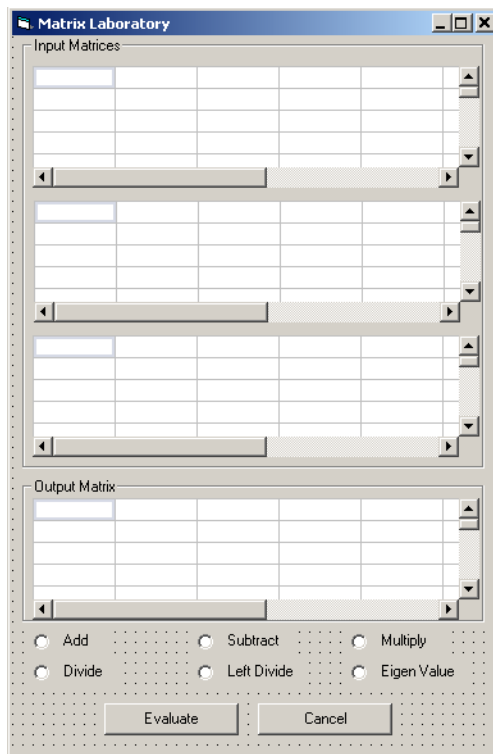 Matrix Laboratory
Input Matrices
Output Matrix
Add Subtract Multiply
Divide Left Divide Eigen Value
Evaluate Cancel